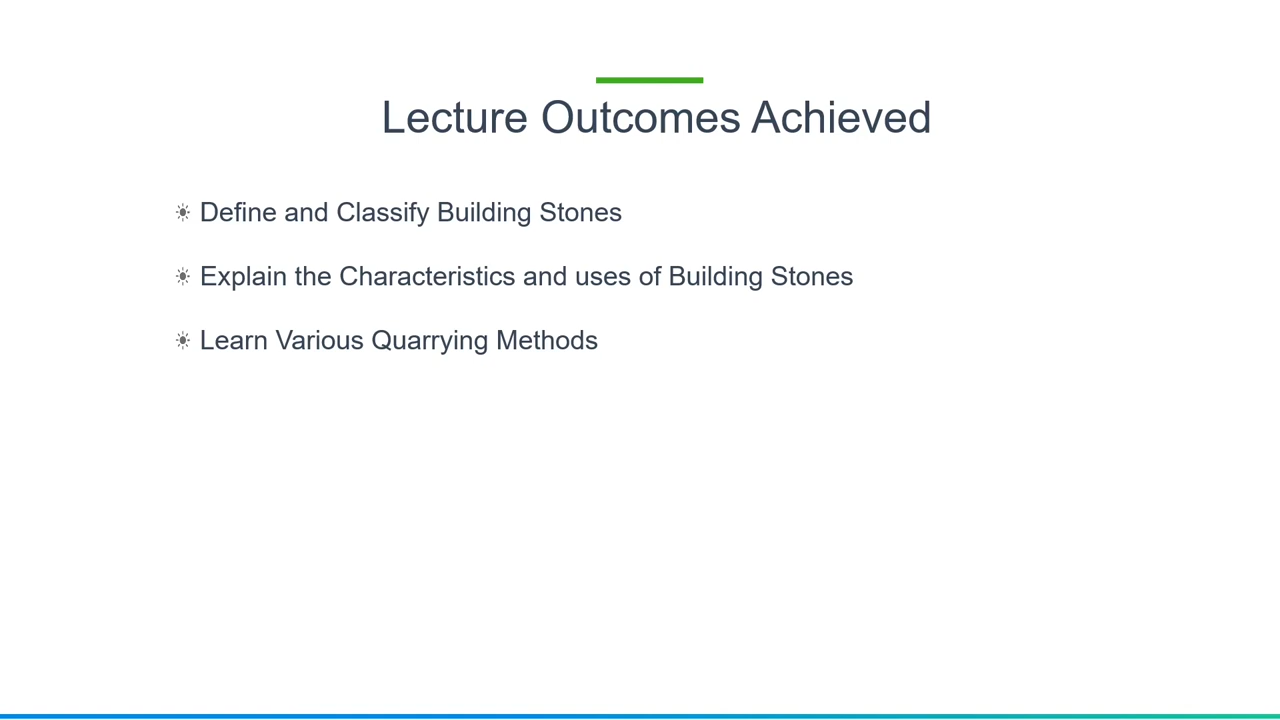 Lecture Outcomes Achieved
Define and Classify Building Stones
Explain the Characteristics and uses of Building Stones
Learn Various Quarrying Methods